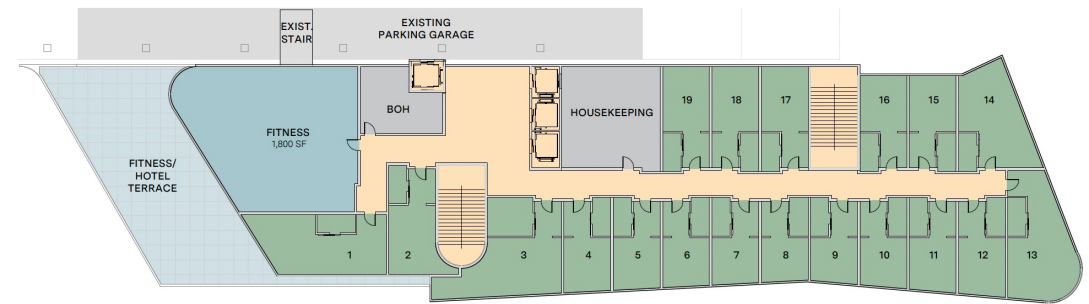 EXIST.
STAIR
EXISTING
PARKING GARAGE
BOH
HOUSEKEEPING
19
18
17
16
15
14
FITNESS
1,800 SF
FITNESS/
HOTEL
TERRACE
1
2
3
4
5
6
7
8
9
10
11
12
13